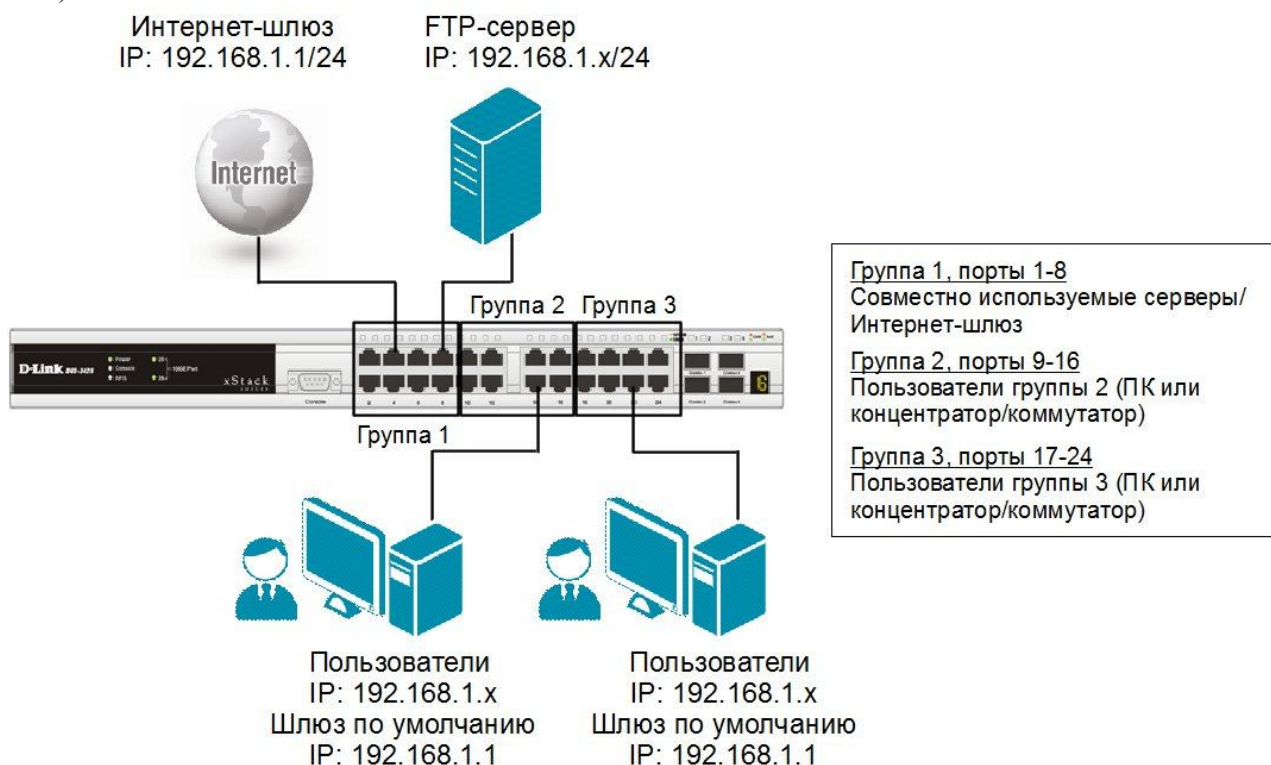 Интернет-шлюз
IP: 192.168.1.1/24
FTP-сервер
IP: 192.168.1.x/24
Internet
Группа 2 Группа 3
D-Link
Power
Console
xStack
Console
Группа 1
Группа 1, порты 1-8
Совместно используемые серверы/
Интернет-шлюз
Группа 2, порты 9-16
Пользователи группы 2 (ПК или
концентратор/коммутатор)
Группа 3, порты 17-24
Пользователи группы 3 (ПК или
концентратор/коммутатор)
Пользователи
IP: 192.168.1.x
Шлюз по умолчанию
IP: 192.168.1.1
Пользователи
IP: 192.168.1.x
Шлюз по умолчанию
IP: 192.168.1.1